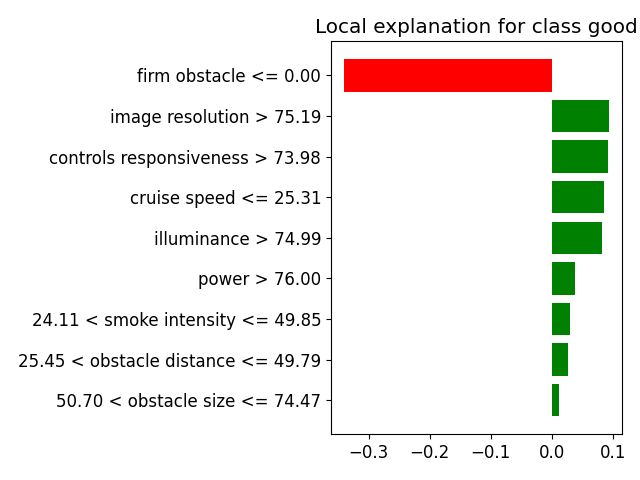 Local explanation for class good
firm obstacle <= 0.00
image resolution > 75.19
controls responsiveness > 73.98
cruise speed <= 25.31
illuminance > 74.99
power > 76.00
24.11 < smoke intensity <= 49.85
25.45 < obstacle distance <= 49.79
50.70 < obstacle size <= 74.47
−0.3 −0.2 −0.1 0.0 0.1